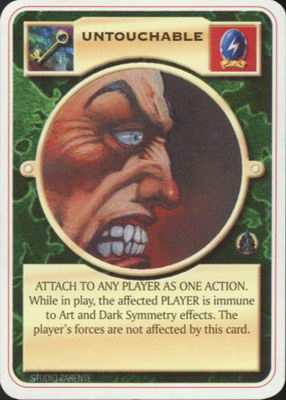 UNTOUCHABLE
ATTACH TO ANY PLAYER AS ONE ACTION.
While in play, the affected PLAYER is immune
to Art and Dark Symmetry effects. The
player's forces are not affected by this card.
STUDIO PARENTE